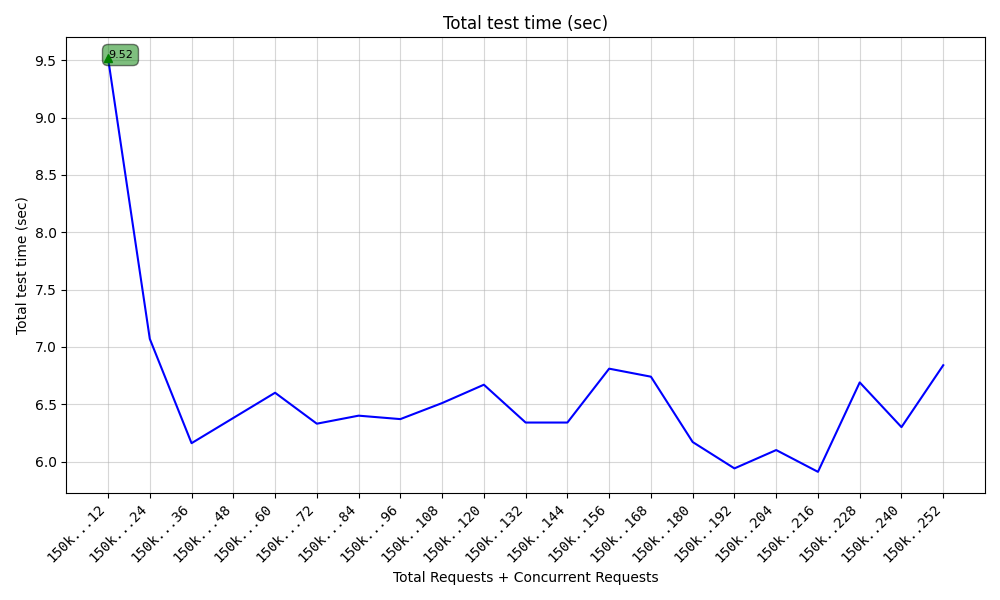 Total test time (sec)
9.52
Total test time (sec)
9.5
9.0
8.5
8.0
7.5
7.0
6.5
6.0
150k...12
150k...24
150k...36
150k...48
150k...60
150k...72
150k...84
150k...96
150k..108
150k..120
150k..132
150k..144
150k..156
150k..168
150k..180
150k..192
150k..204
150k..216
150k..228
150k..240
150k..252
Total Requests + Concurrent Requests